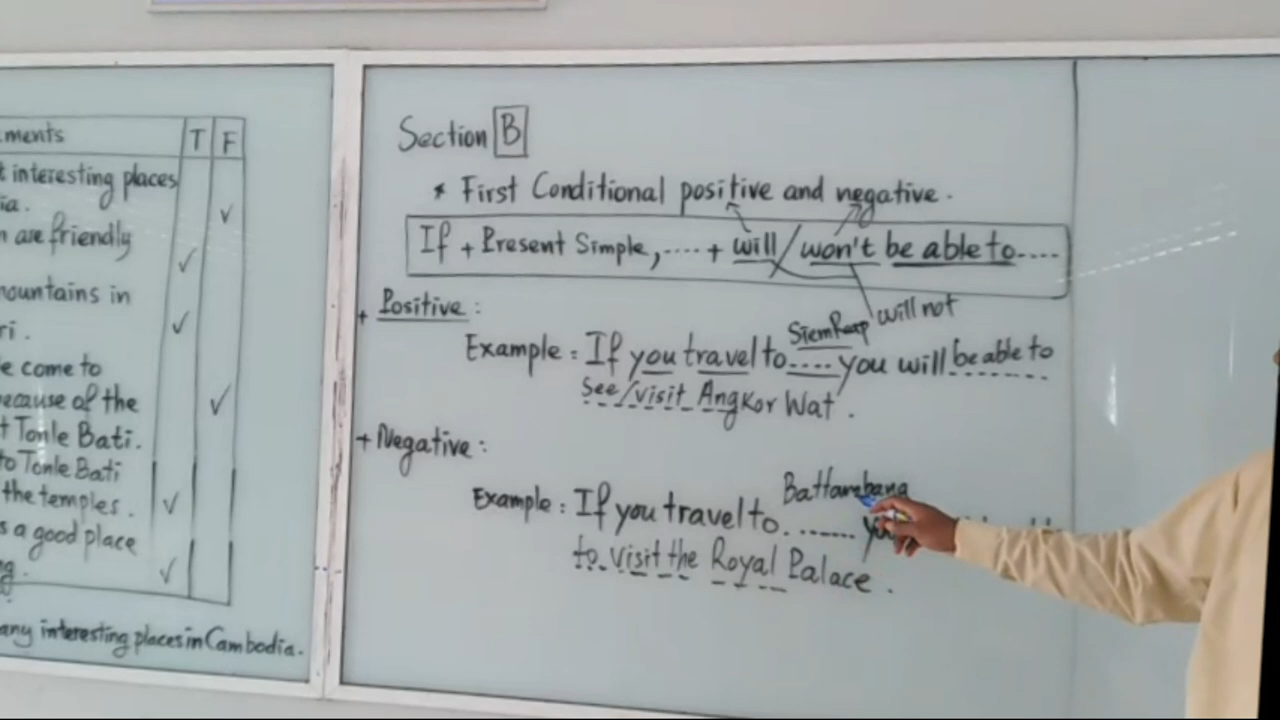 ments T F
t interesting places
ia.
n are friendly
mountains in
ri.
e come to
ecause of the
t Tonle Bati.
to Tonle Bati
the temples.
s a good place
g.
any interesting places in Cambodia.
Section B
* First Conditional positive and negative.
If + Present Simple, .... + will / won't be able to ....
will not
+ Positive :
Siem Reap
Example : If you travel to .... you will be able to
see/visit Angkor Wat .
+ Negative :
Battambang
Example : If you travel to ......
to visit the Royal Palace .